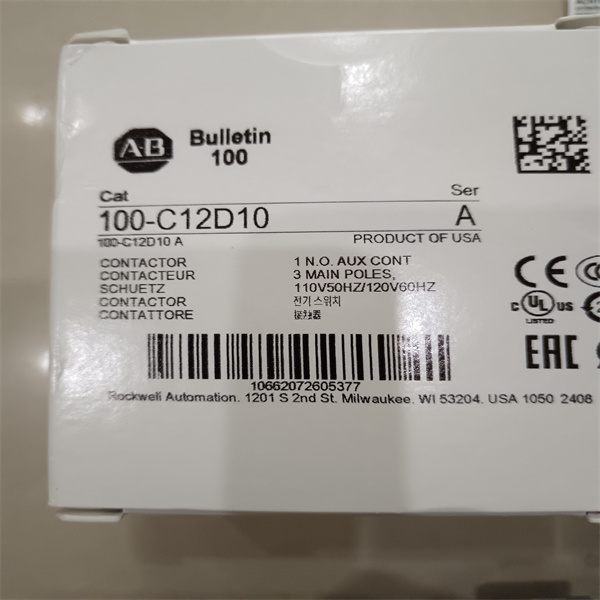 AB
Bulletin
100
Cat
Ser
100-C12D10
A
100-C12D10 A
PRODUCT OF USA
CONTACTOR
1 N.O. AUX CONT
CONTACTEUR
3 MAIN POLES,
SCHUETZ
110V50HZ/120V60HZ
CONTACTOR
전기 스위치
CONTATTORE
接触器
CE
C UL US
LISTED
EAC
10662072605377
Rockwell Automation. 1201 S 2nd St. Milwaukee. WI 53204. USA 1050 2408